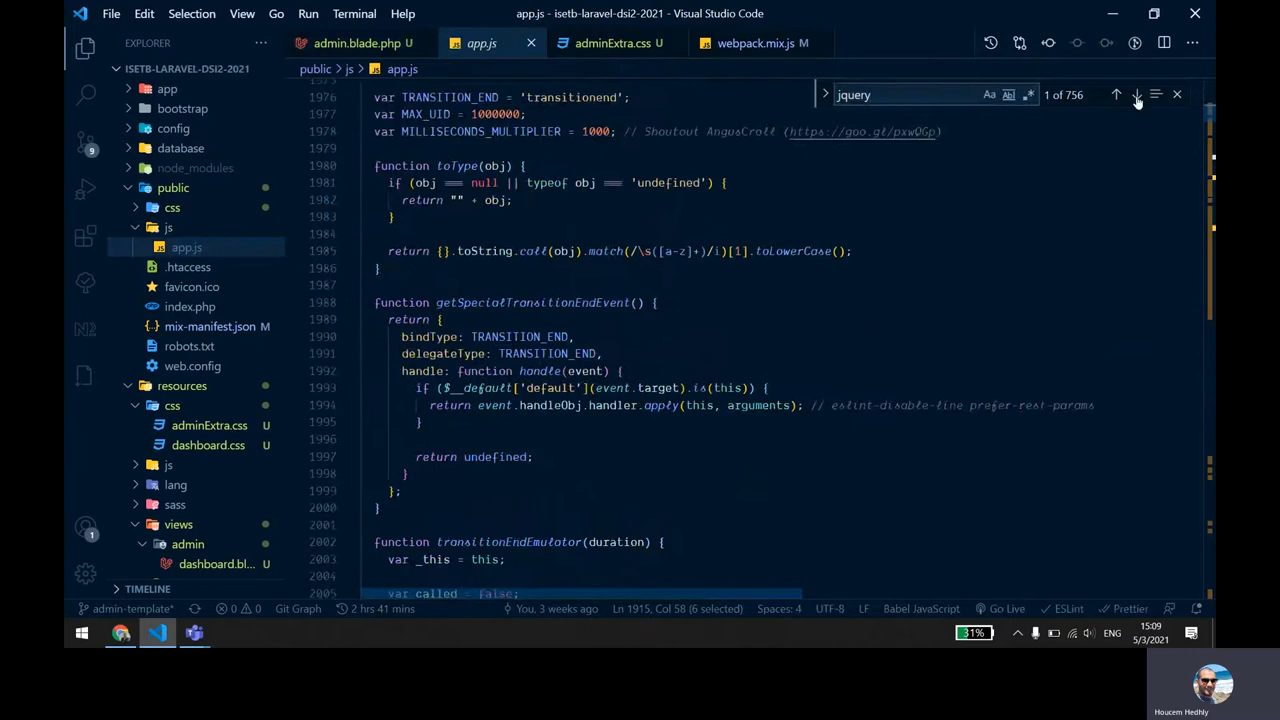 File Edit Selection View Go Run Terminal Help
app.js - isetb-laravel-dsi2-2021 - Visual Studio Code
EXPLORER
admin.blade.php U
app.js
adminExtra.css U
webpack.mix.js M
ISETB-LARAVEL-DSI2-2021
app
bootstrap
config
database
node_modules
public
css
js
app.js
.htaccess
favicon.ico
index.php
mix-manifest.json M
robots.txt
web.config
resources
css
adminExtra.css U
dashboard.css U
js
lang
sass
views
admin
dashboard.bl... U
TIMELINE
public > js > app.js
jquery
Aa
1 of 756
9
1
1976 var TRANSITION_END = 'transitionend';
1977 var MAX_UID = 1000000;
1978 var MILLISECONDS_MULTIPLIER = 1000; // Shoutout AngusCroll (https://goo.gl/pxwQGp)
1979
1980 function toType(obj) {
1981 if (obj === null || typeof obj === 'undefined') {
1982 return "" + obj;
1983 }
1984
1985 return {}.toString.call(obj).match(/\s([a-z]+)/i)[1].toLowerCase();
1986 }
1987
1988 function getSpecialTransitionEndEvent() {
1989 return {
1990 bindType: TRANSITION_END,
1991 delegateType: TRANSITION_END,
1992 handle: function handle(event) {
1993 if ($__default['default'](event.target).is(this)) {
1994 return event.handleObj.handler.apply(this, arguments); // eslint-disable-line prefer-rest-params
1995 }
1996
1997 return undefined;
1998 }
1999 };
2000 }
2001
2002 function transitionEndEmulator(duration) {
2003 var _this = this;
2004
2005 var called = false;
admin-template* 0 0 Git Graph 2 hrs 41 mins You, 3 weeks ago Ln 1915, Col 58 (6 selected) Spaces: 4 UTF-8 LF Babel JavaScript Go Live ESLint Prettier
31%
ENG
15:09
5/3/2021
Houcem Hedhly